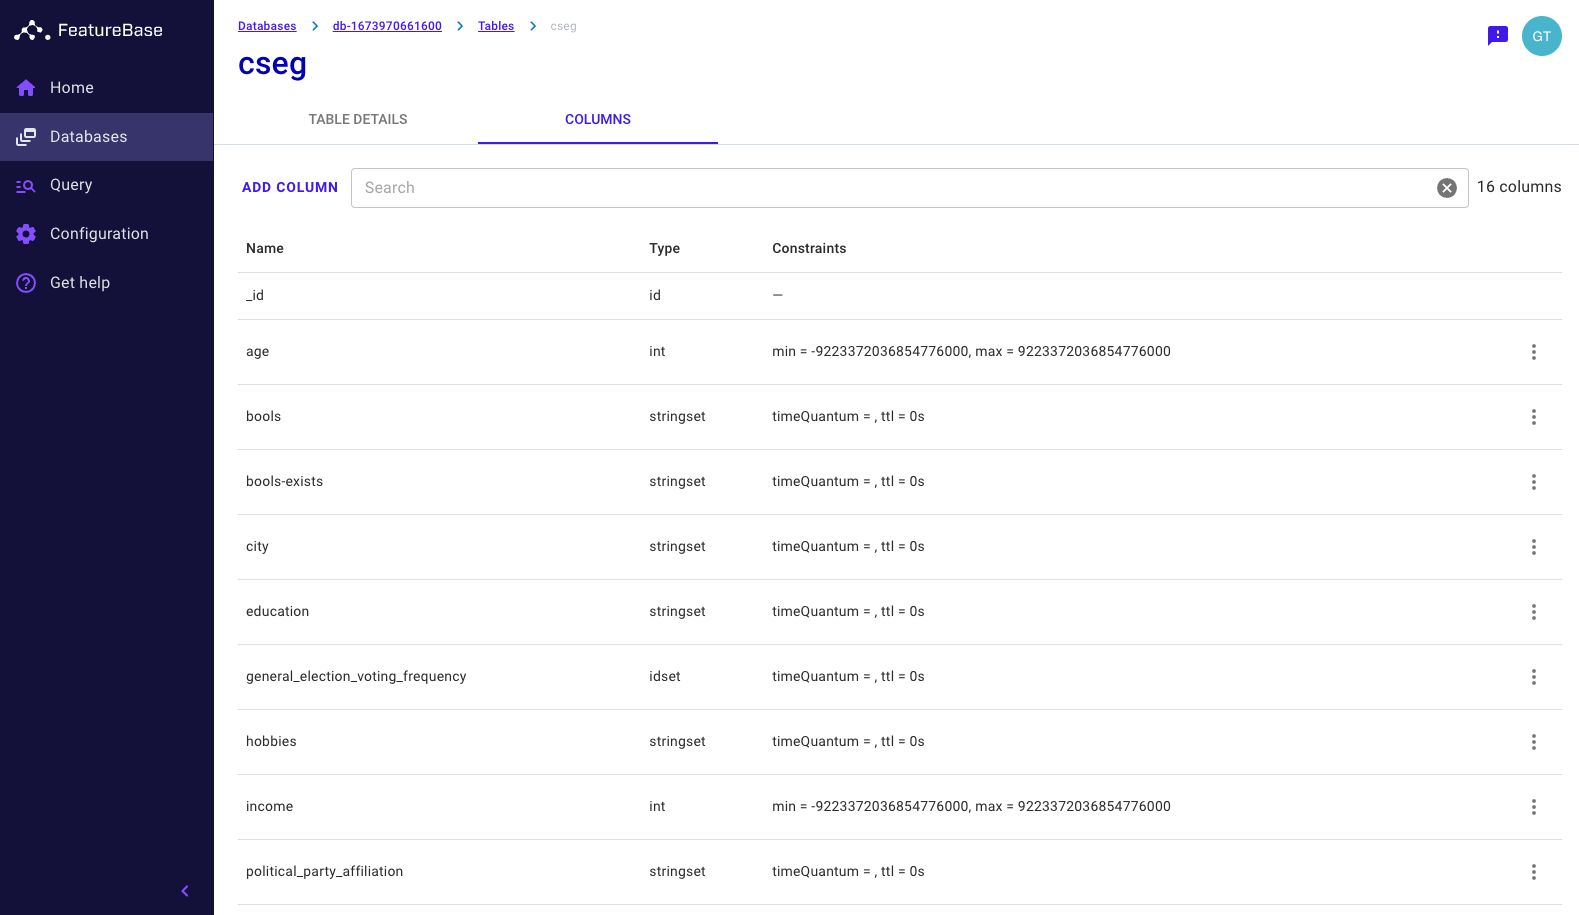 FeatureBase
Home
Databases
Query
Configuration
Get help
Databases > db-1673970661600 > Tables > cseg
GT
cseg
TABLE DETAILS COLUMNS
ADD COLUMN Search 16 columns
Name Type Constraints
_id id —
age int min = -9223372036854776000, max = 9223372036854776000
bools stringset timeQuantum = , ttl = 0s
bools-exists stringset timeQuantum = , ttl = 0s
city stringset timeQuantum = , ttl = 0s
education stringset timeQuantum = , ttl = 0s
general_election_voting_frequency idset timeQuantum = , ttl = 0s
hobbies stringset timeQuantum = , ttl = 0s
income int min = -9223372036854776000, max = 9223372036854776000
political_party_affiliation stringset timeQuantum = , ttl = 0s